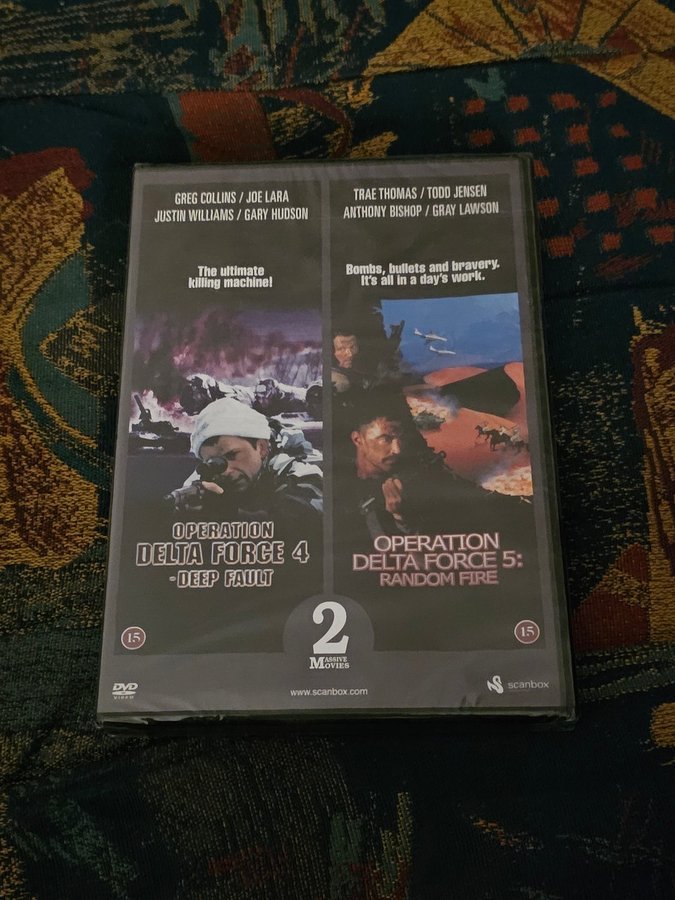 GREG COLLINS / JOE LARA
JUSTIN WILLIAMS / GARY HUDSON
The ultimate
killing machine!
OPERATION
DELTA FORCE 4
-DEEP FAULT
15
TRAE THOMAS / TODD JENSEN
ANTHONY BISHOP / GRAY LAWSON
Bombs, bullets and bravery.
It's all in a day's work.
OPERATION
DELTA FORCE 5:
RANDOM FIRE
15
2
MASSIVE
MOVIES
DVD
VIDEO
www.scanbox.com
scanbox